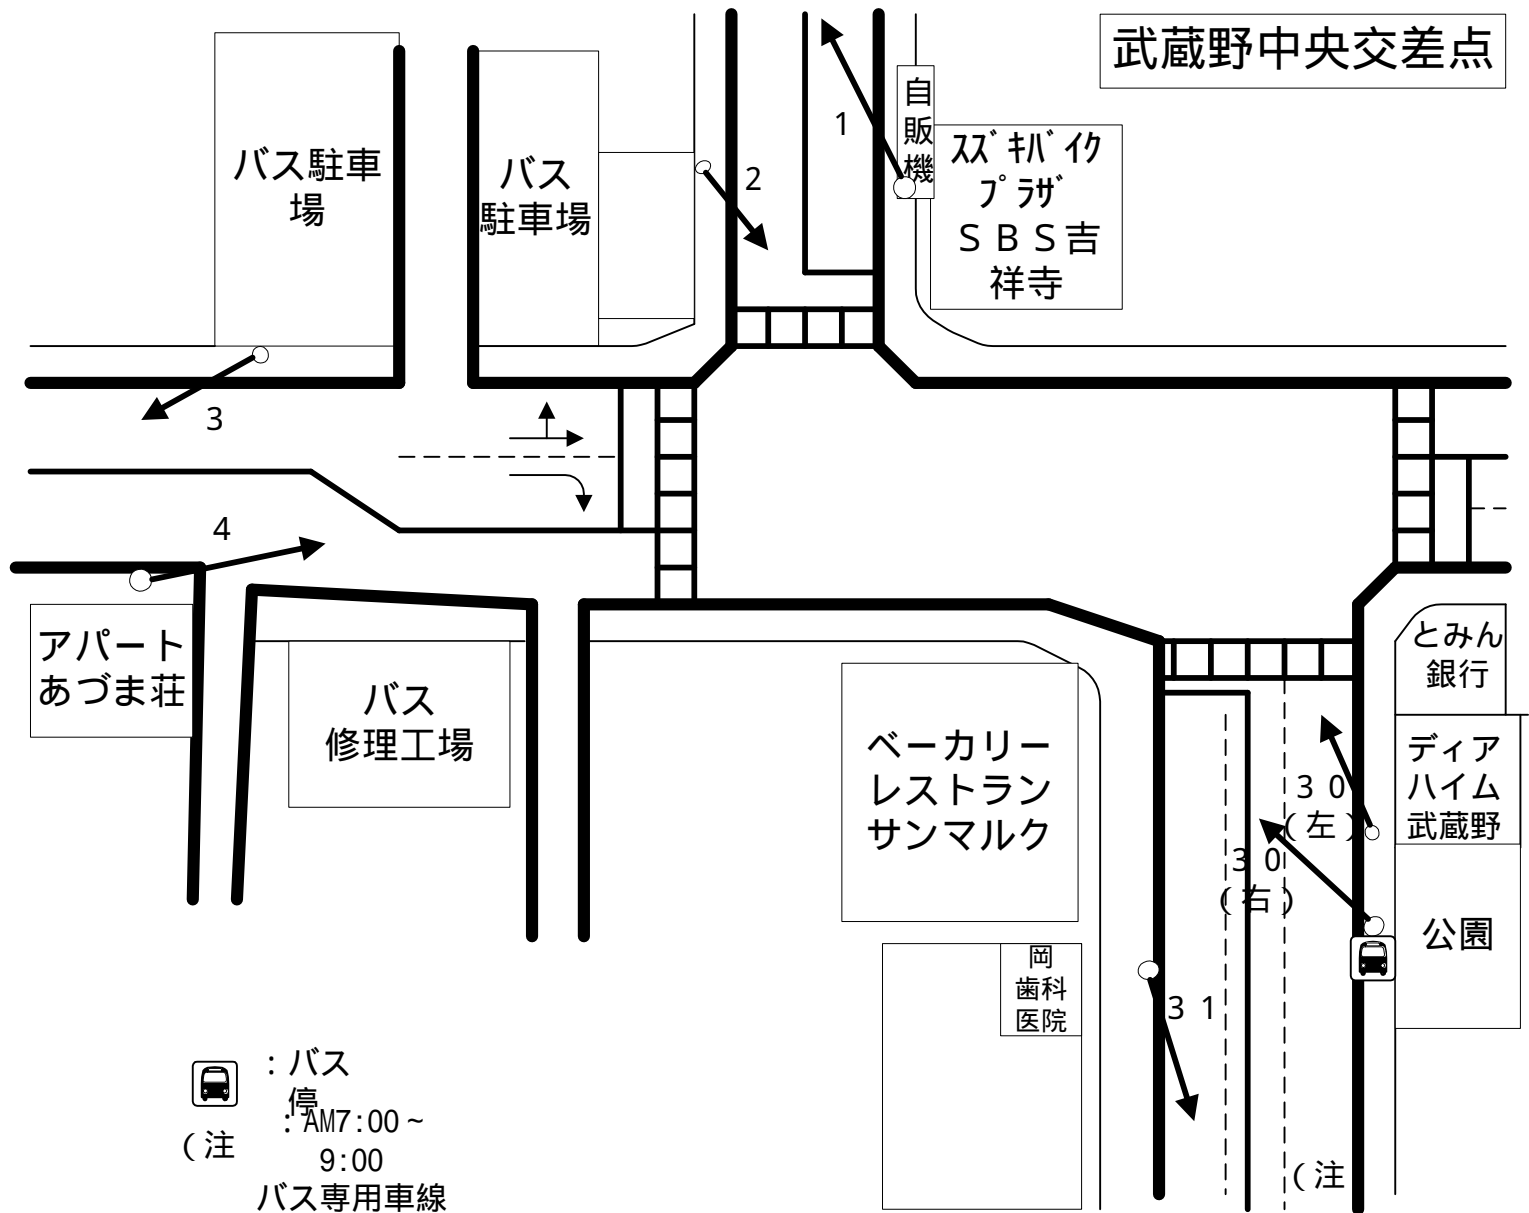 武蔵野中央交差点
自
販
機
1
2
バス駐車
場
バス
駐車場
ｽｽﾞｷﾊﾞｲｸ
ﾌﾟﾗｻﾞ
ＳＢＳ吉
祥寺
3
4
アパート
あづま荘
バス
修理工場
ベーカリー
レストラン
サンマルク
とみん
銀行
ディア
ハイム
武蔵野
３０
（左）
３０
（右）
公園
岡
歯科
医院
３１
：バス
停
（注
：AM7:00～
9:00
バス専用車線
（注